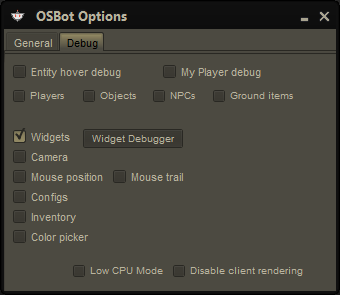 OSBot Options
General Debug
Entity hover debug My Player debug
Players Objects NPCs Ground items
Widgets Widget Debugger
Camera
Mouse position Mouse trail
Configs
Inventory
Color picker
Low CPU Mode Disable client rendering